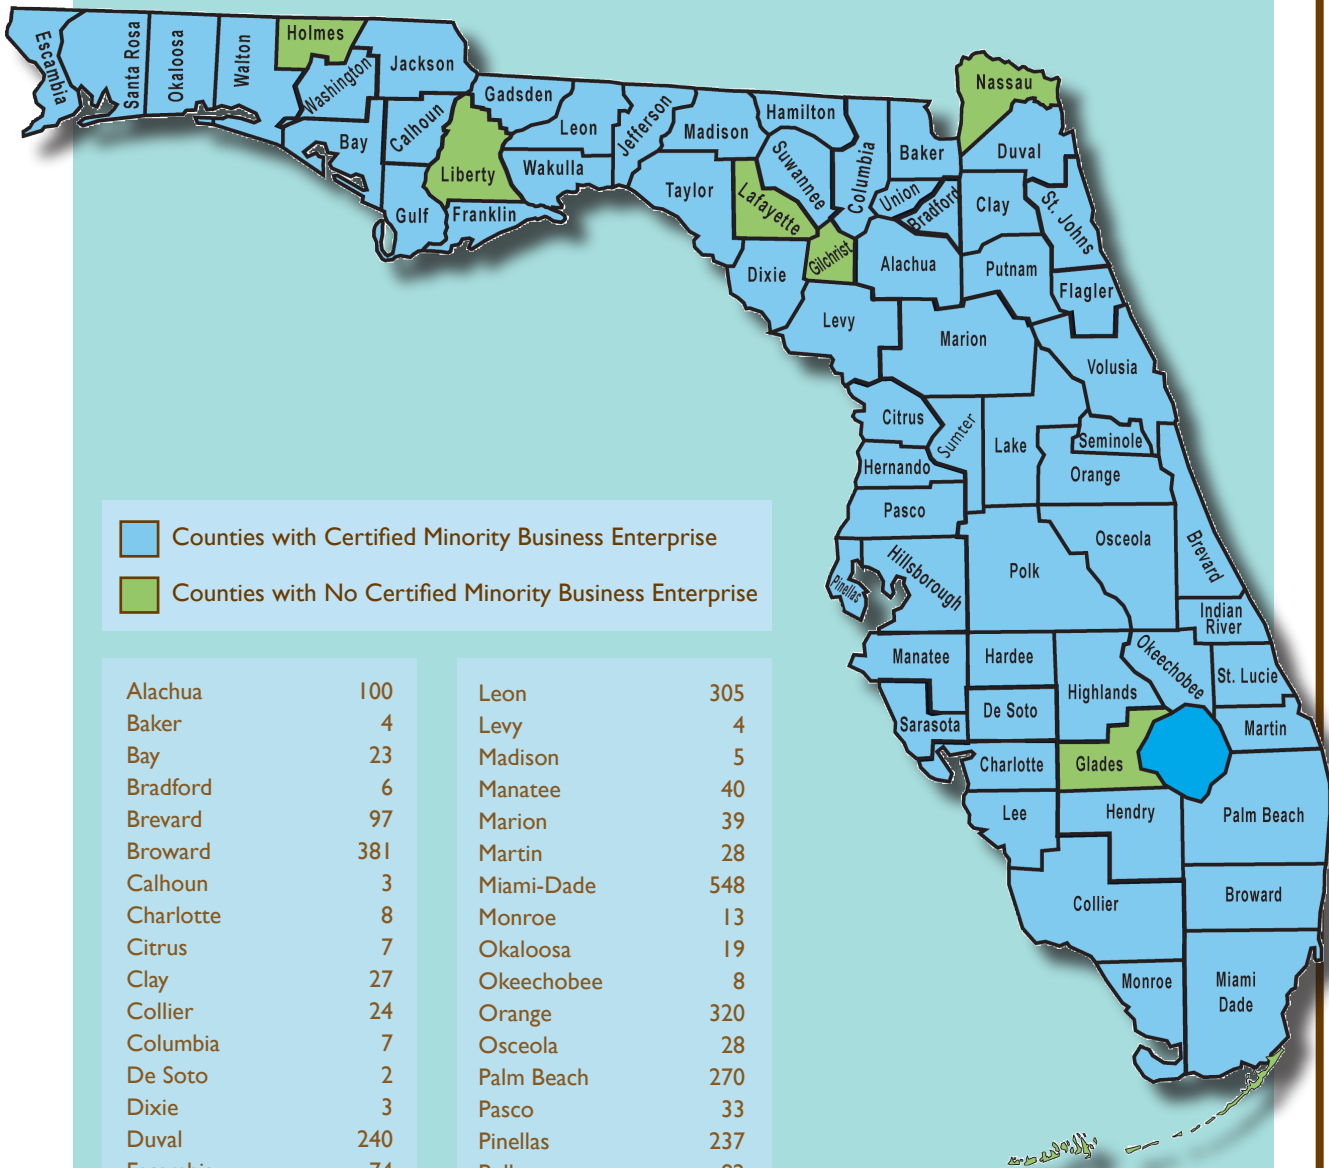 Escambia
Santa Rosa
Okaloosa
Walton
Holmes
Washington
Jackson
Bay
Calhoun
Gulf
Liberty
Gadsden
Franklin
Leon
Wakulla
Jefferson
Madison
Taylor
Hamilton
Suwannee
Lafayette
Dixie
Gilchrist
Columbia
Baker
Union
Bradford
Nassau
Duval
Clay
St. Johns
Alachua
Putnam
Flagler
Levy
Marion
Volusia
Citrus
Sumter
Lake
Seminole
Orange
Hernando
Pasco
Pinellas
Hillsborough
Polk
Osceola
Brevard
Indian
River
Manatee
Hardee
Highlands
Okeechobee
St. Lucie
Sarasota
De Soto
Martin
Charlotte
Glades
Lee
Hendry
Palm Beach
Collier
Broward
Monroe
Miami
Dade
Counties with Certified Minority Business Enterprise
Counties with No Certified Minority Business Enterprise
Alachua 100
Baker 4
Bay 23
Bradford 6
Brevard 97
Broward 381
Calhoun 3
Charlotte 8
Citrus 7
Clay 27
Collier 24
Columbia 7
De Soto 2
Dixie 3
Duval 240
Leon 305
Levy 4
Madison 5
Manatee 40
Marion 39
Martin 28
Miami-Dade 548
Monroe 13
Okaloosa 19
Okeechobee 8
Orange 320
Osceola 28
Palm Beach 270
Pasco 33
Pinellas 237